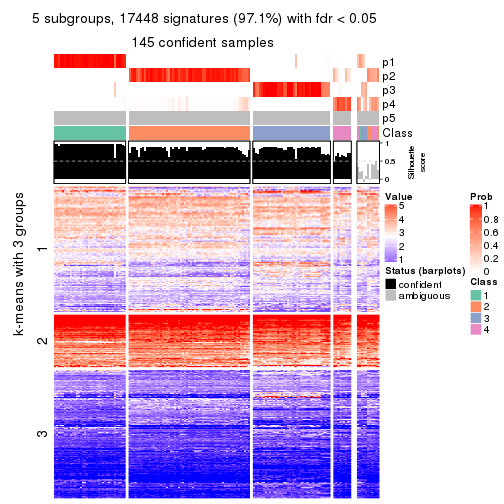 5 subgroups, 17448 signatures (97.1%) with fdr < 0.05
145 confident samples
p1
p2
p3
p4
p5
Class
1
0.5
0
Silhouette
score
k-means with 3 groups
1
2
3
Value
5
4
3
2
1
Status (barplots)
confident
ambiguous
Prob
1
0.8
0.6
0.4
0.2
0
Class
1
2
3
4